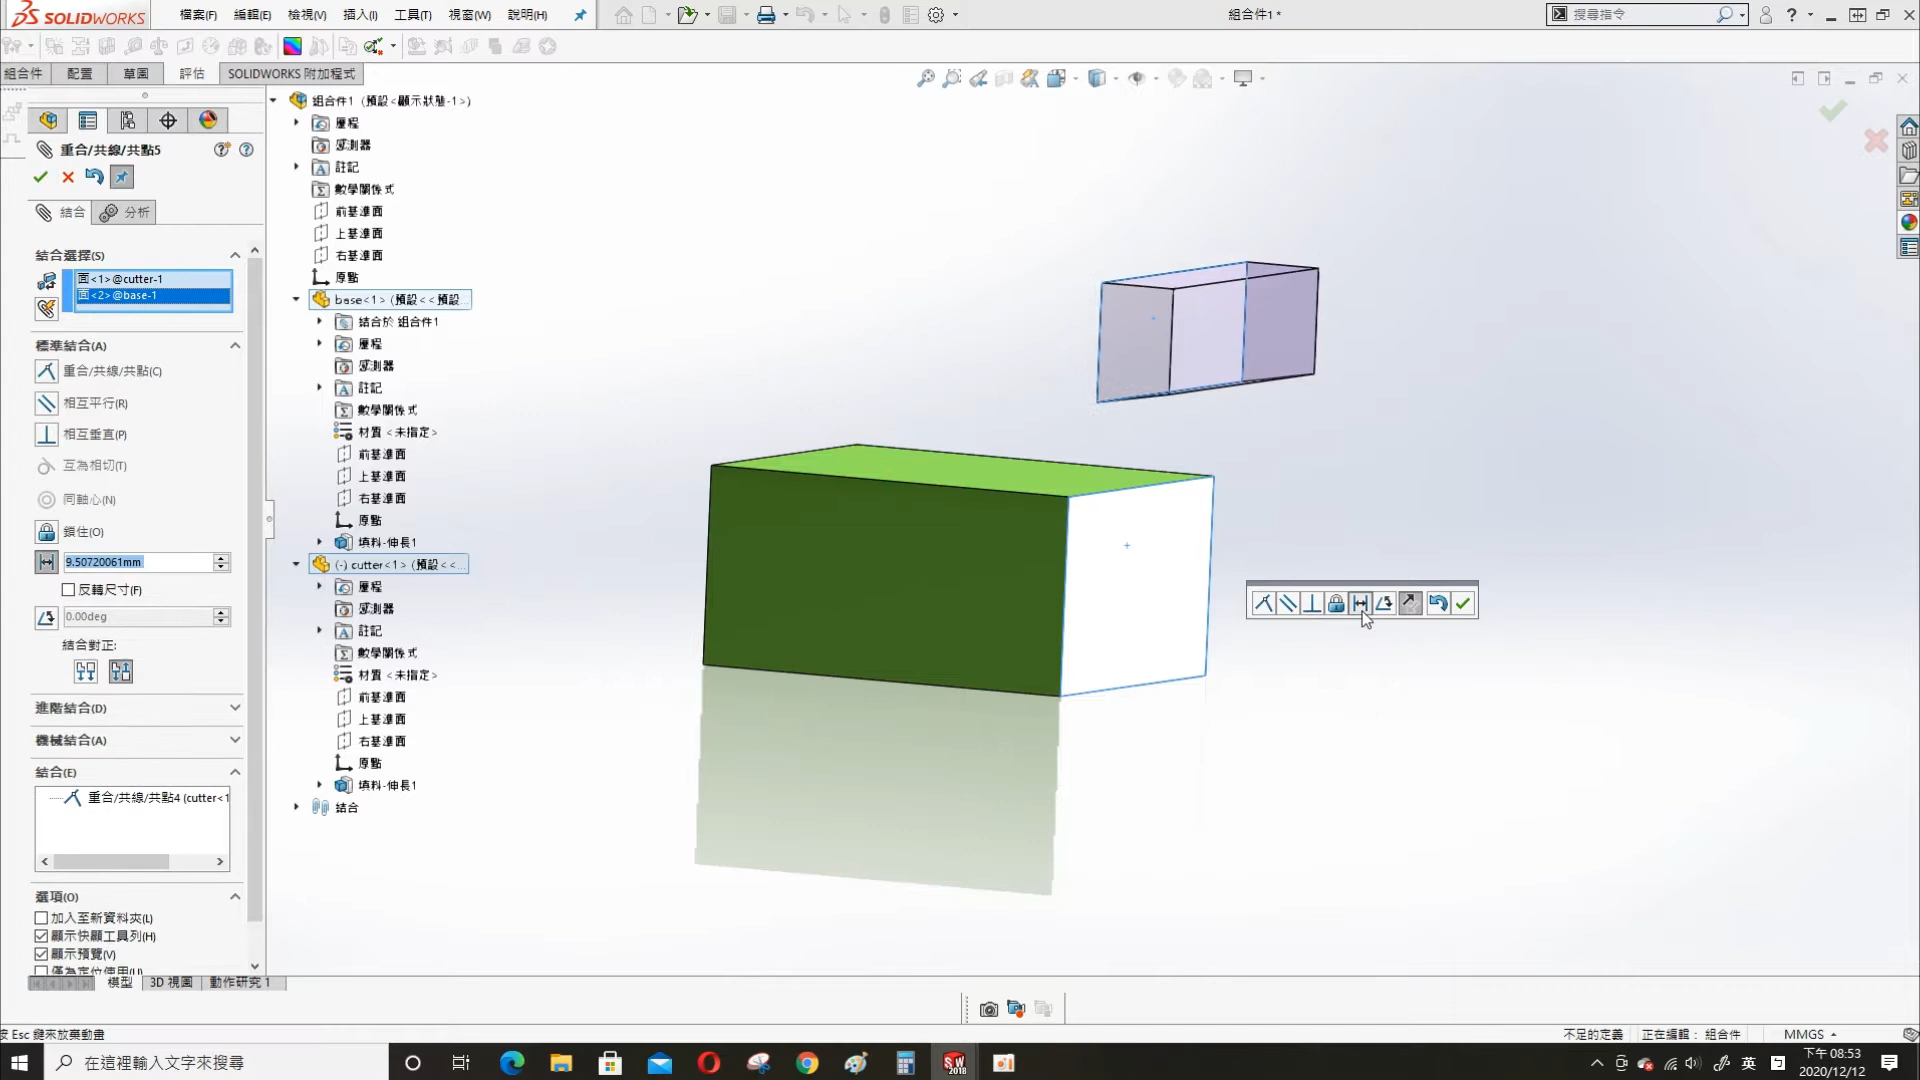 SOLIDWORKS 檔案(F) 編輯(E) 檢視(V) 插入(I) 工具(T) 視窗(W) 說明(H) 組合件1 * 搜尋指令
組合件 配置 草圖 評估 SOLIDWORKS 附加程式
重合/共線/共點5
結合 分析
結合選擇(S)
面<1>@cutter-1
面<2>@base-1
標準結合(A)
重合/共線/共點(C)
相互平行(R)
相互垂直(P)
互為相切(T)
同軸心(N)
鎖住(O)
9.50720061mm
反轉尺寸(F)
0.00deg
結合對正:
進階結合(D)
機械結合(A)
結合(E)
重合/共線/共點4 (cutter<1
選項(O)
加入至新資料夾(L)
顯示快顯工具列(H)
顯示預覽(V)
僅為定位使用(U)
組合件1 (預設<顯示狀態-1>)
歷程
感測器
註記
數學關係式
前基準面
上基準面
右基準面
原點
base<1> (預設<<預設...
結合於 組合件1
歷程
感測器
註記
數學關係式
材質 <未指定>
前基準面
上基準面
右基準面
原點
填料-伸長1
(-) cutter<1> (預設<<...
歷程
感測器
註記
數學關係式
材質 <未指定>
前基準面
上基準面
右基準面
原點
填料-伸長1
結合
模型 3D 視圖 動作研究 1
按 Esc 鍵來放棄動畫 不足的定義 正在編輯: 組合件 MMGS
在這裡輸入文字來搜尋
SW
2018
英
下午 08:53
2020/12/12